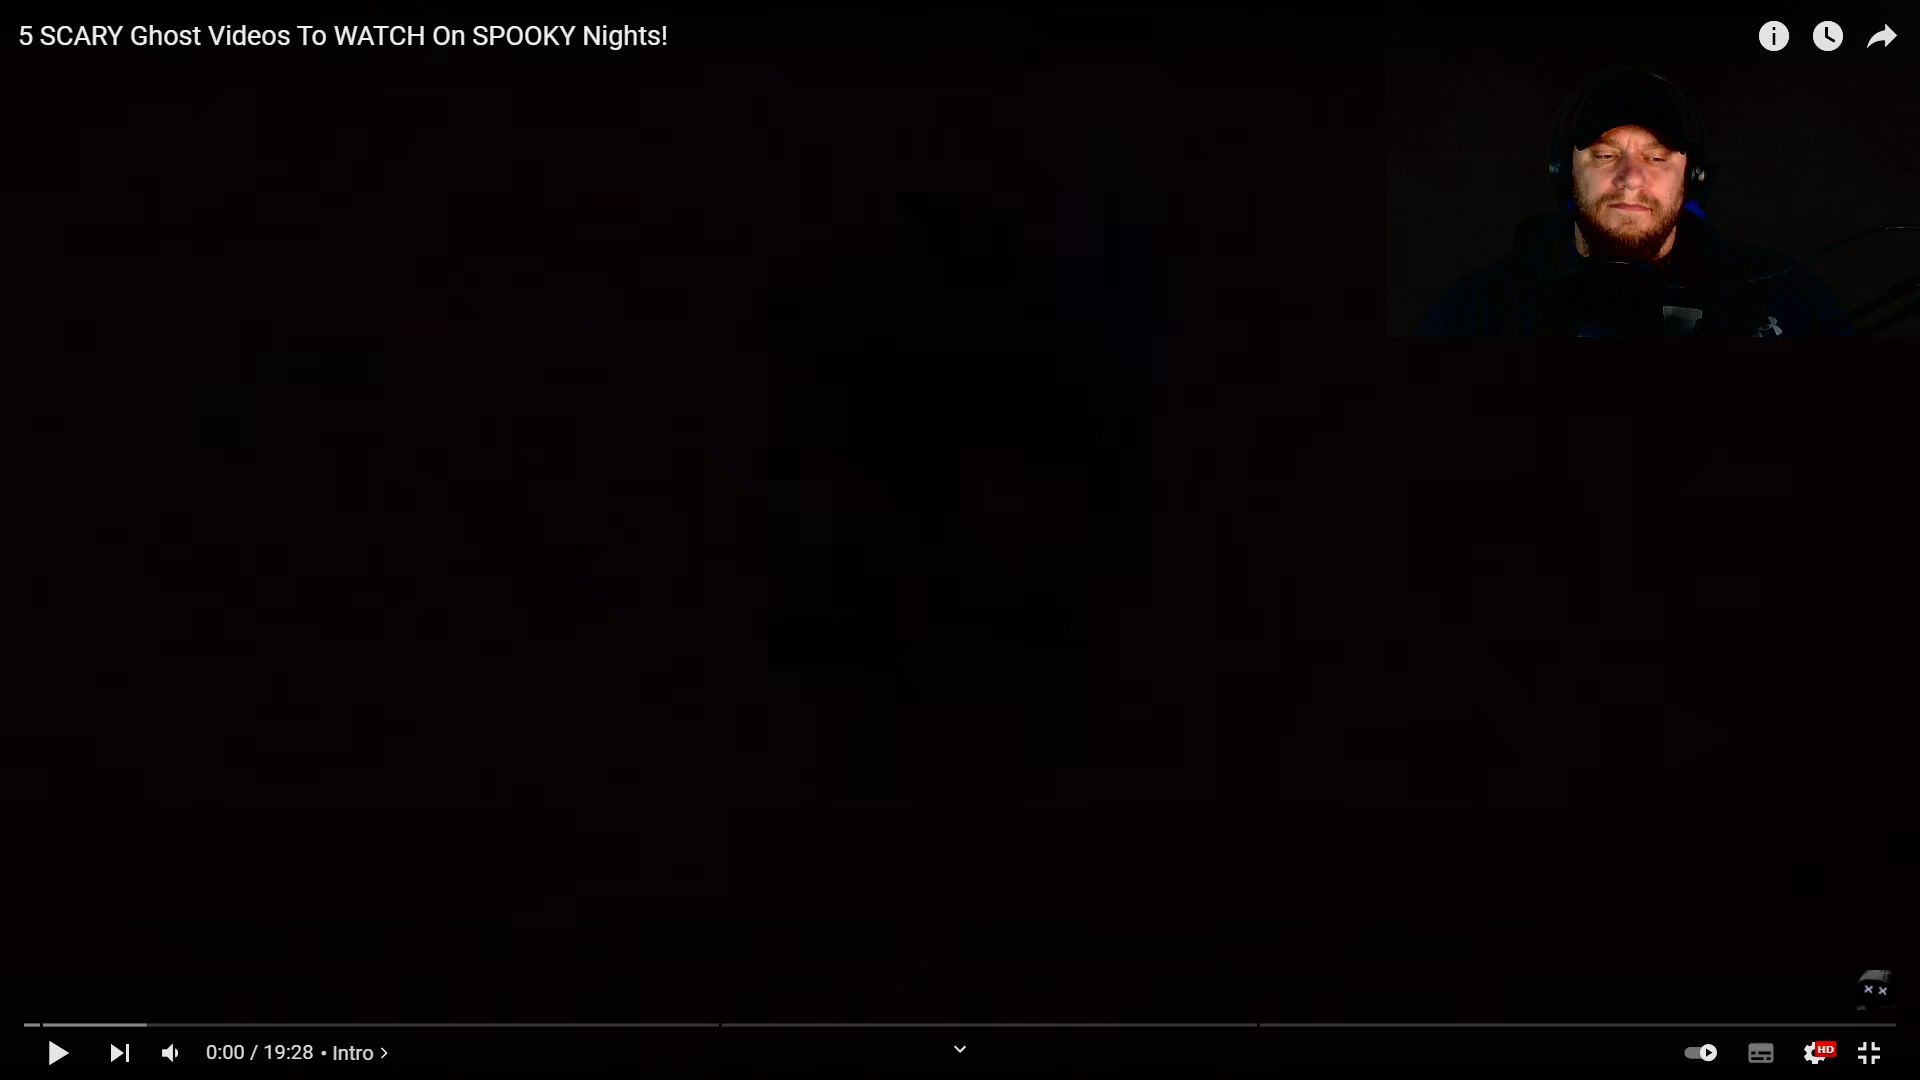 5 SCARY Ghost Videos To WATCH On SPOOKY Nights!
0:00 / 19:28 • Intro
HD